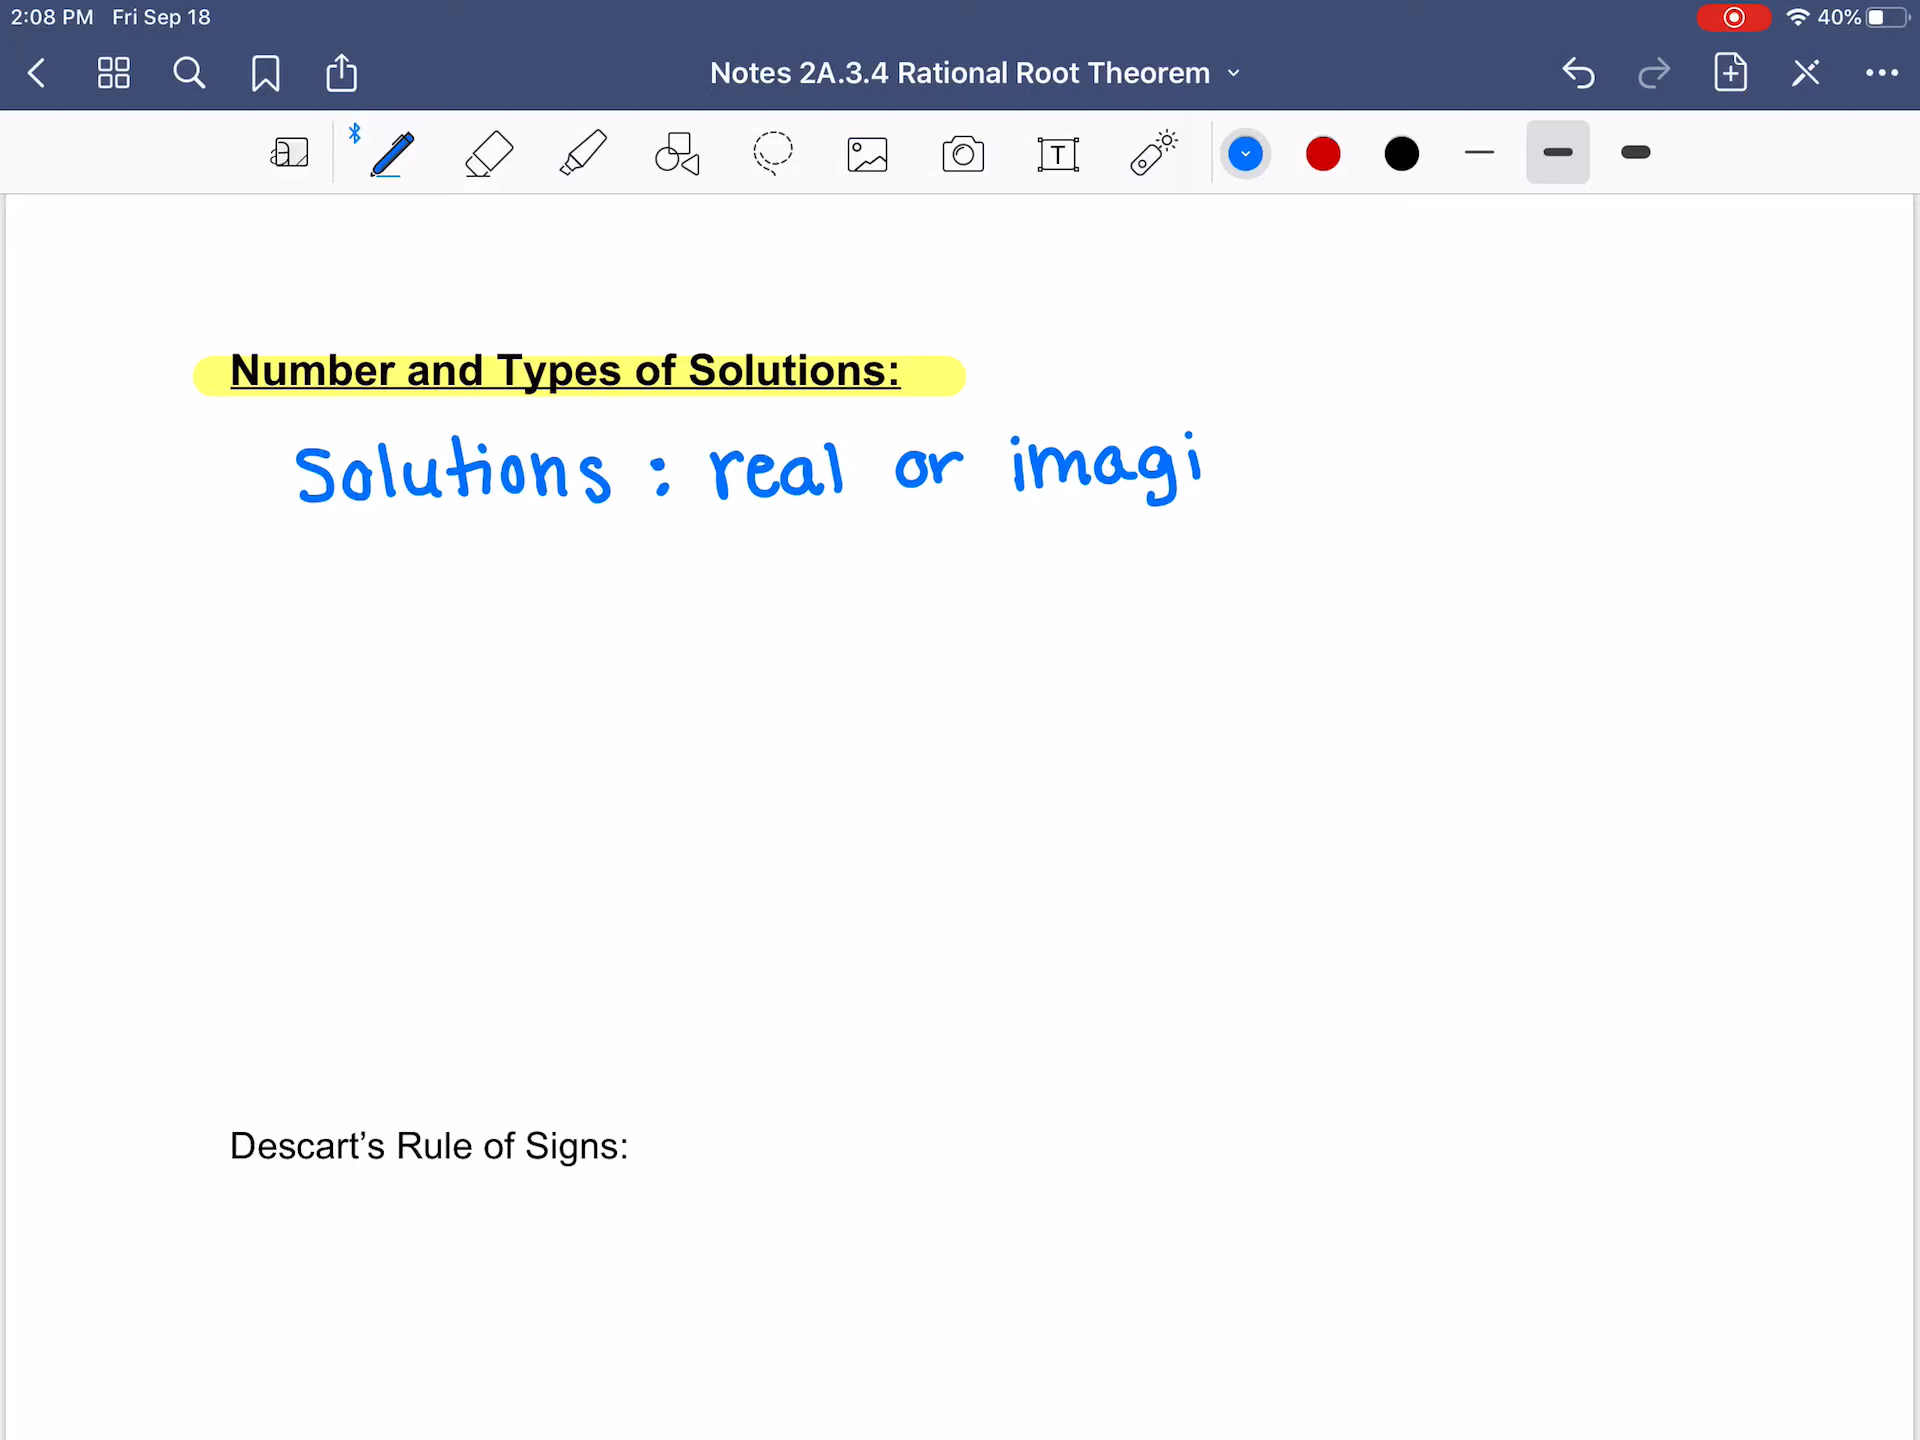 2:08 PM Fri Sep 18 40%
Notes 2A.3.4 Rational Root Theorem
Number and Types of Solutions:
Solutions : real or imagi
Descart’s Rule of Signs: